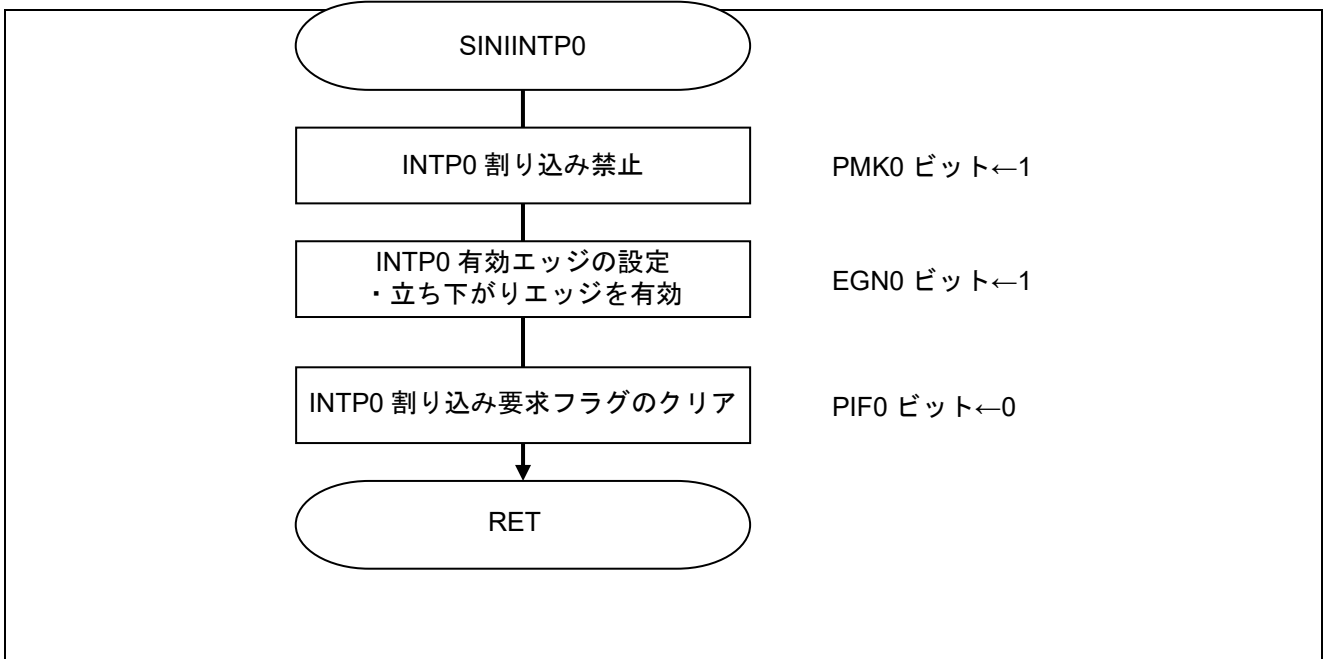 SINIINTP0
INTP0 割り込み禁止
PMK0 ビット←1
INTP0 有効エッジの設定
・立ち下がりエッジを有効
EGN0 ビット←1
INTP0 割り込み要求フラグのクリア
PIF0 ビット←0
RET